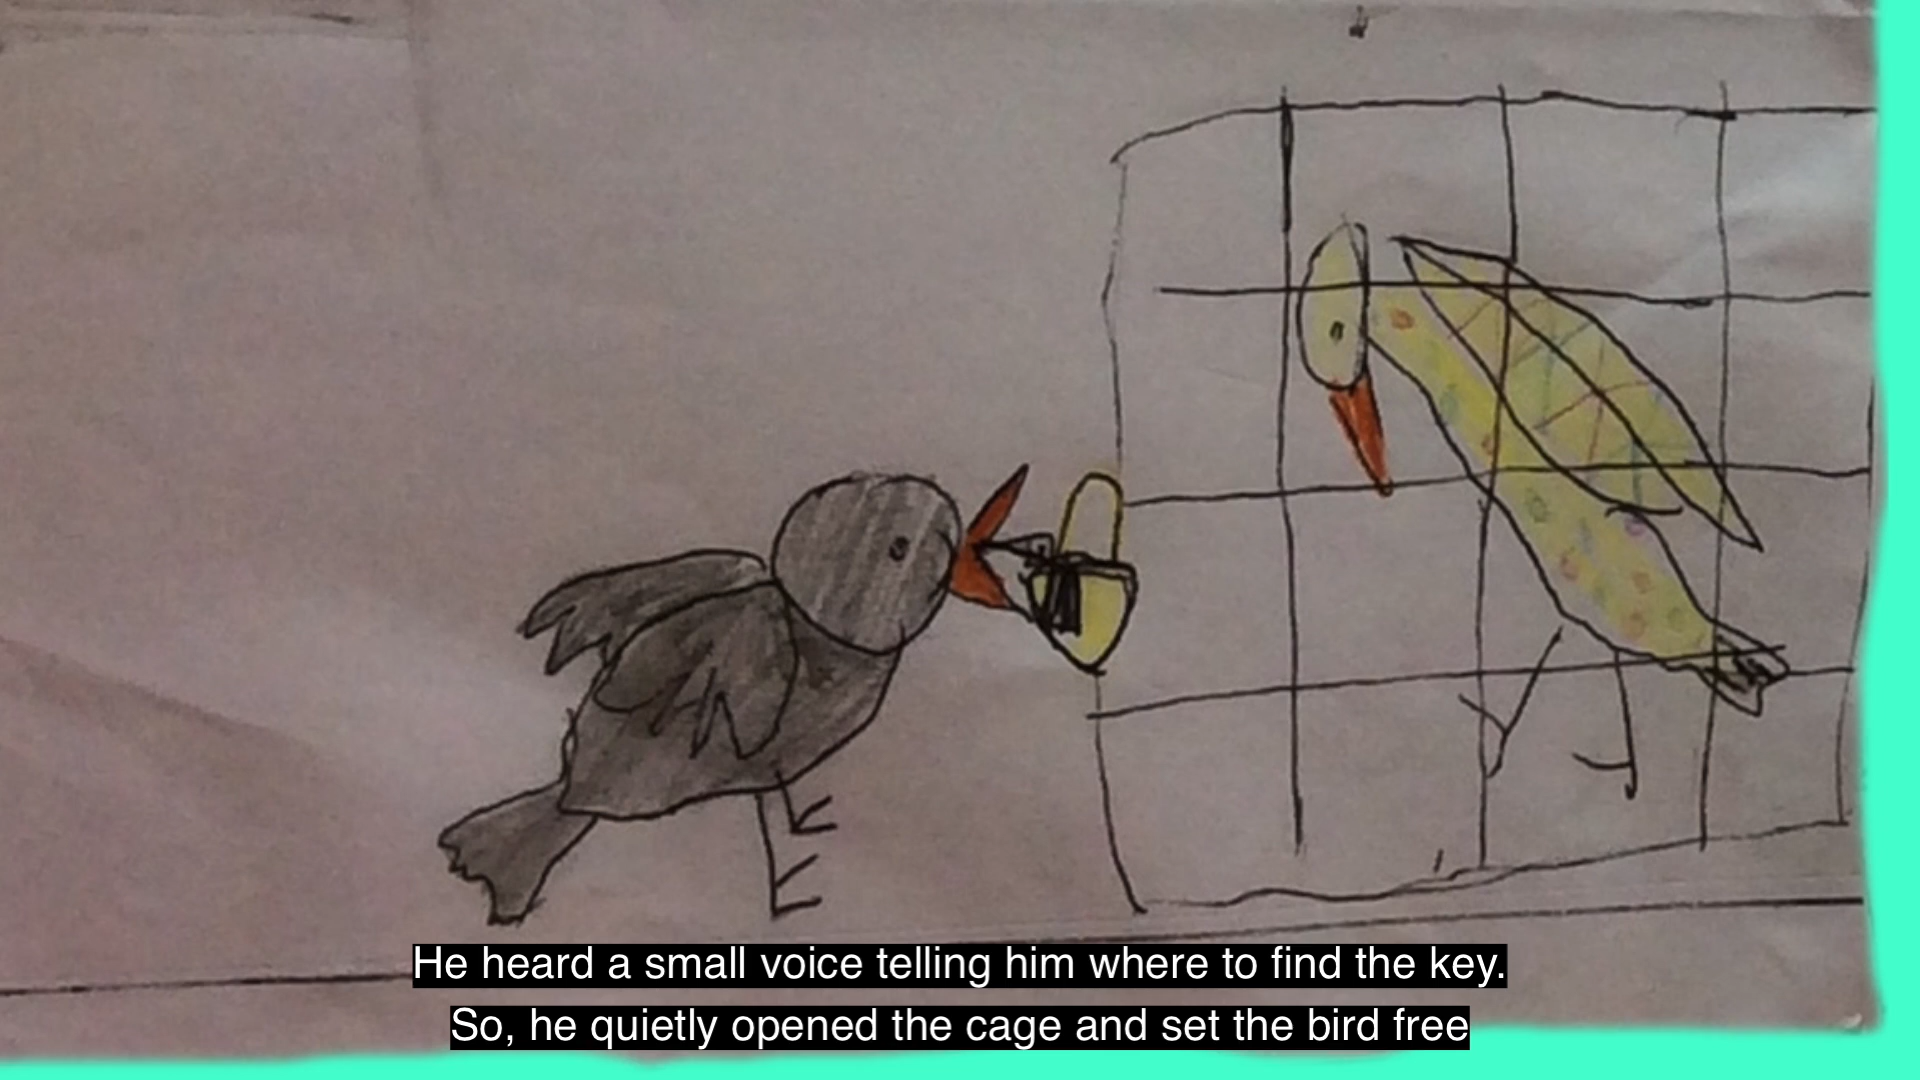 He heard a small voice telling him where to find the key.
So, he quietly opened the cage and set the bird free